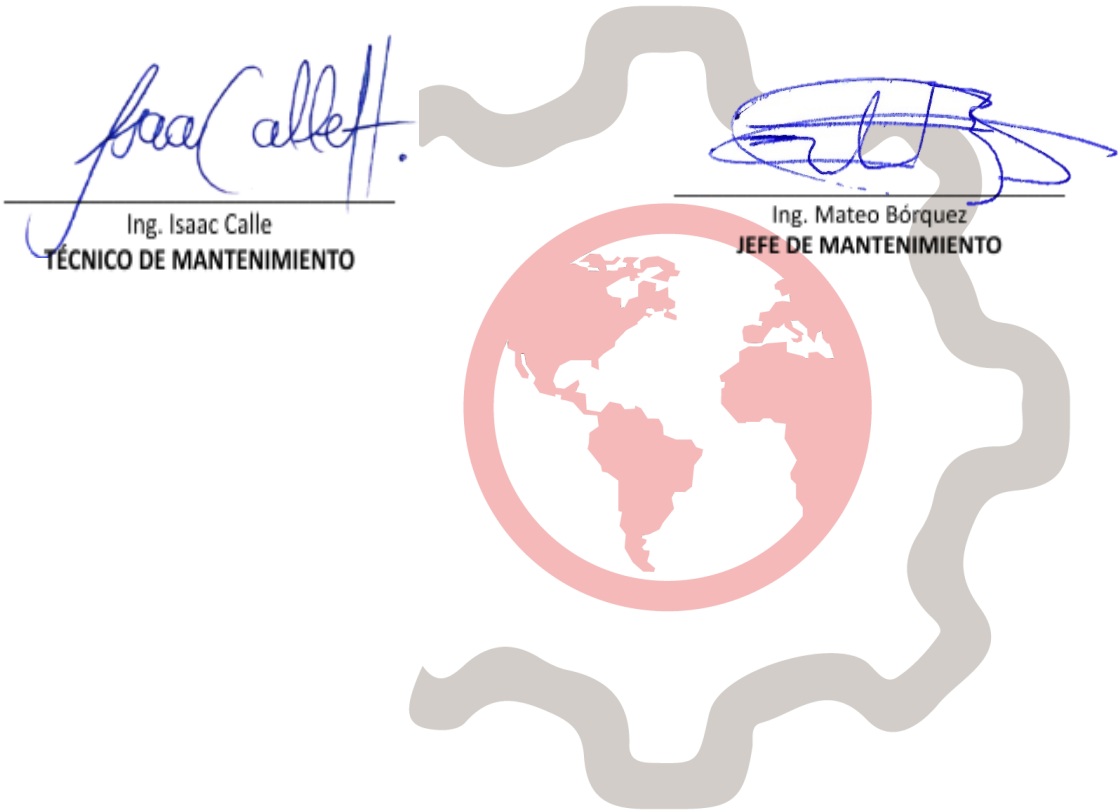 Ing. Isaac Calle
TÉCNICO DE MANTENIMIENTO
Ing. Mateo Bórquez
JEFE DE MANTENIMIENTO